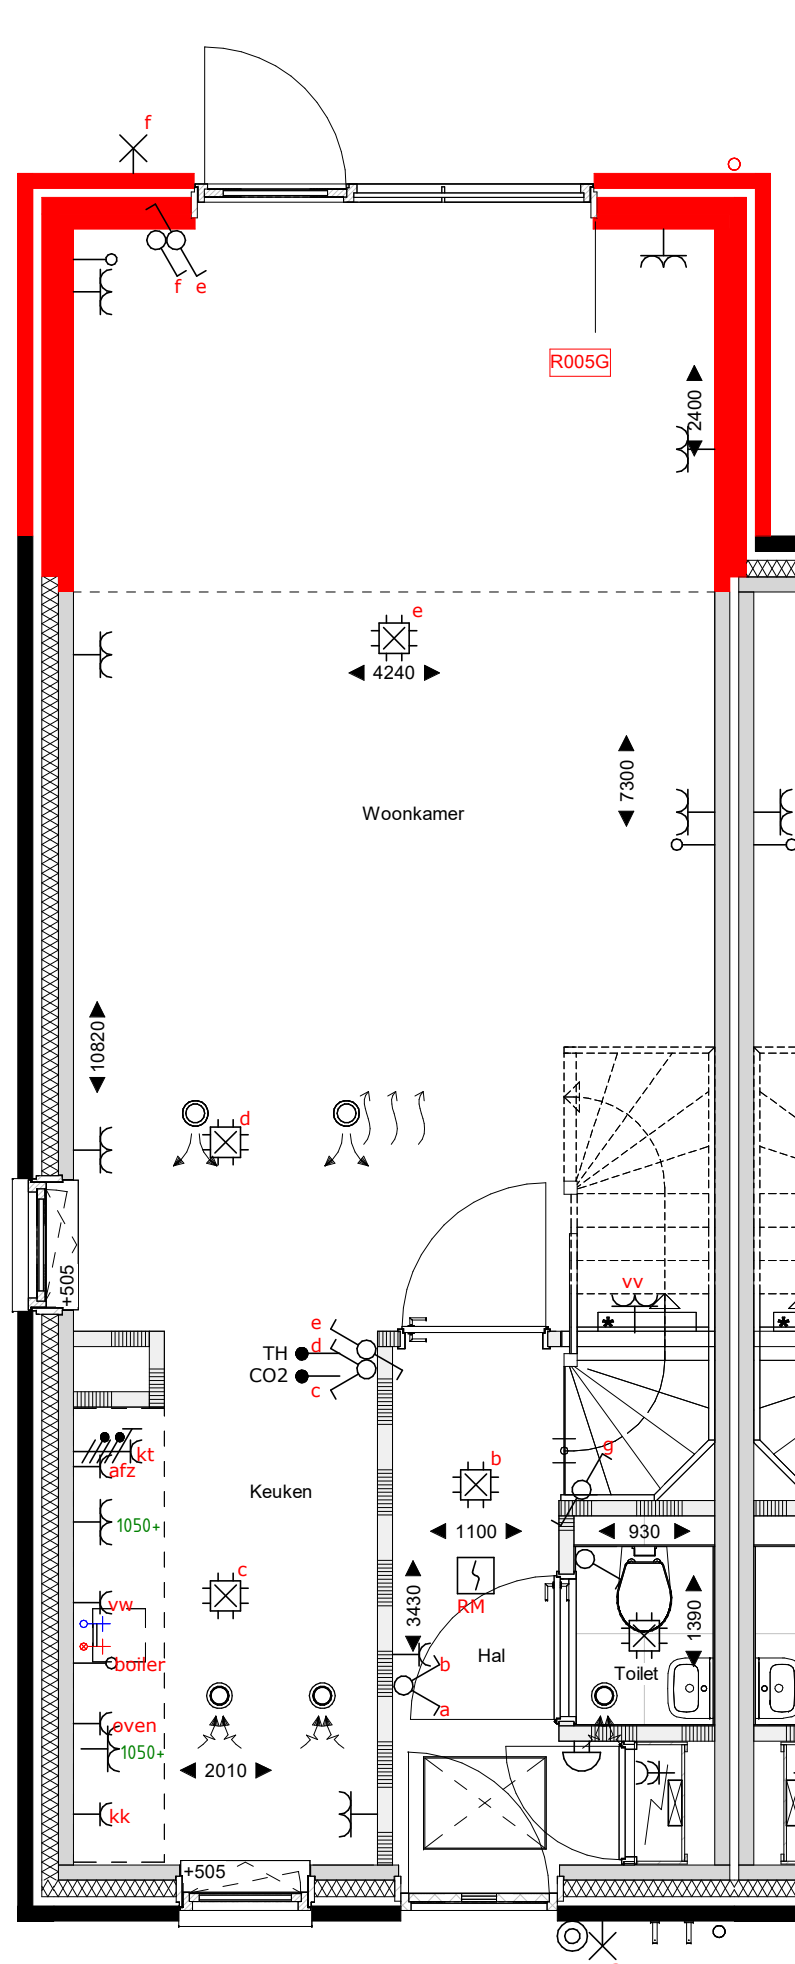 f
f e
R005G
2400
e
4240
7300
Woonkamer
10820
d
+505
vv
* *
e
TH
d
CO2
c
g
kt
b
afz
Keuken
1050+
1100
930
c
vw
RM
3430
1390
Hal
b
boiler
Toilet
a
oven
1050+
2010
kk
+505